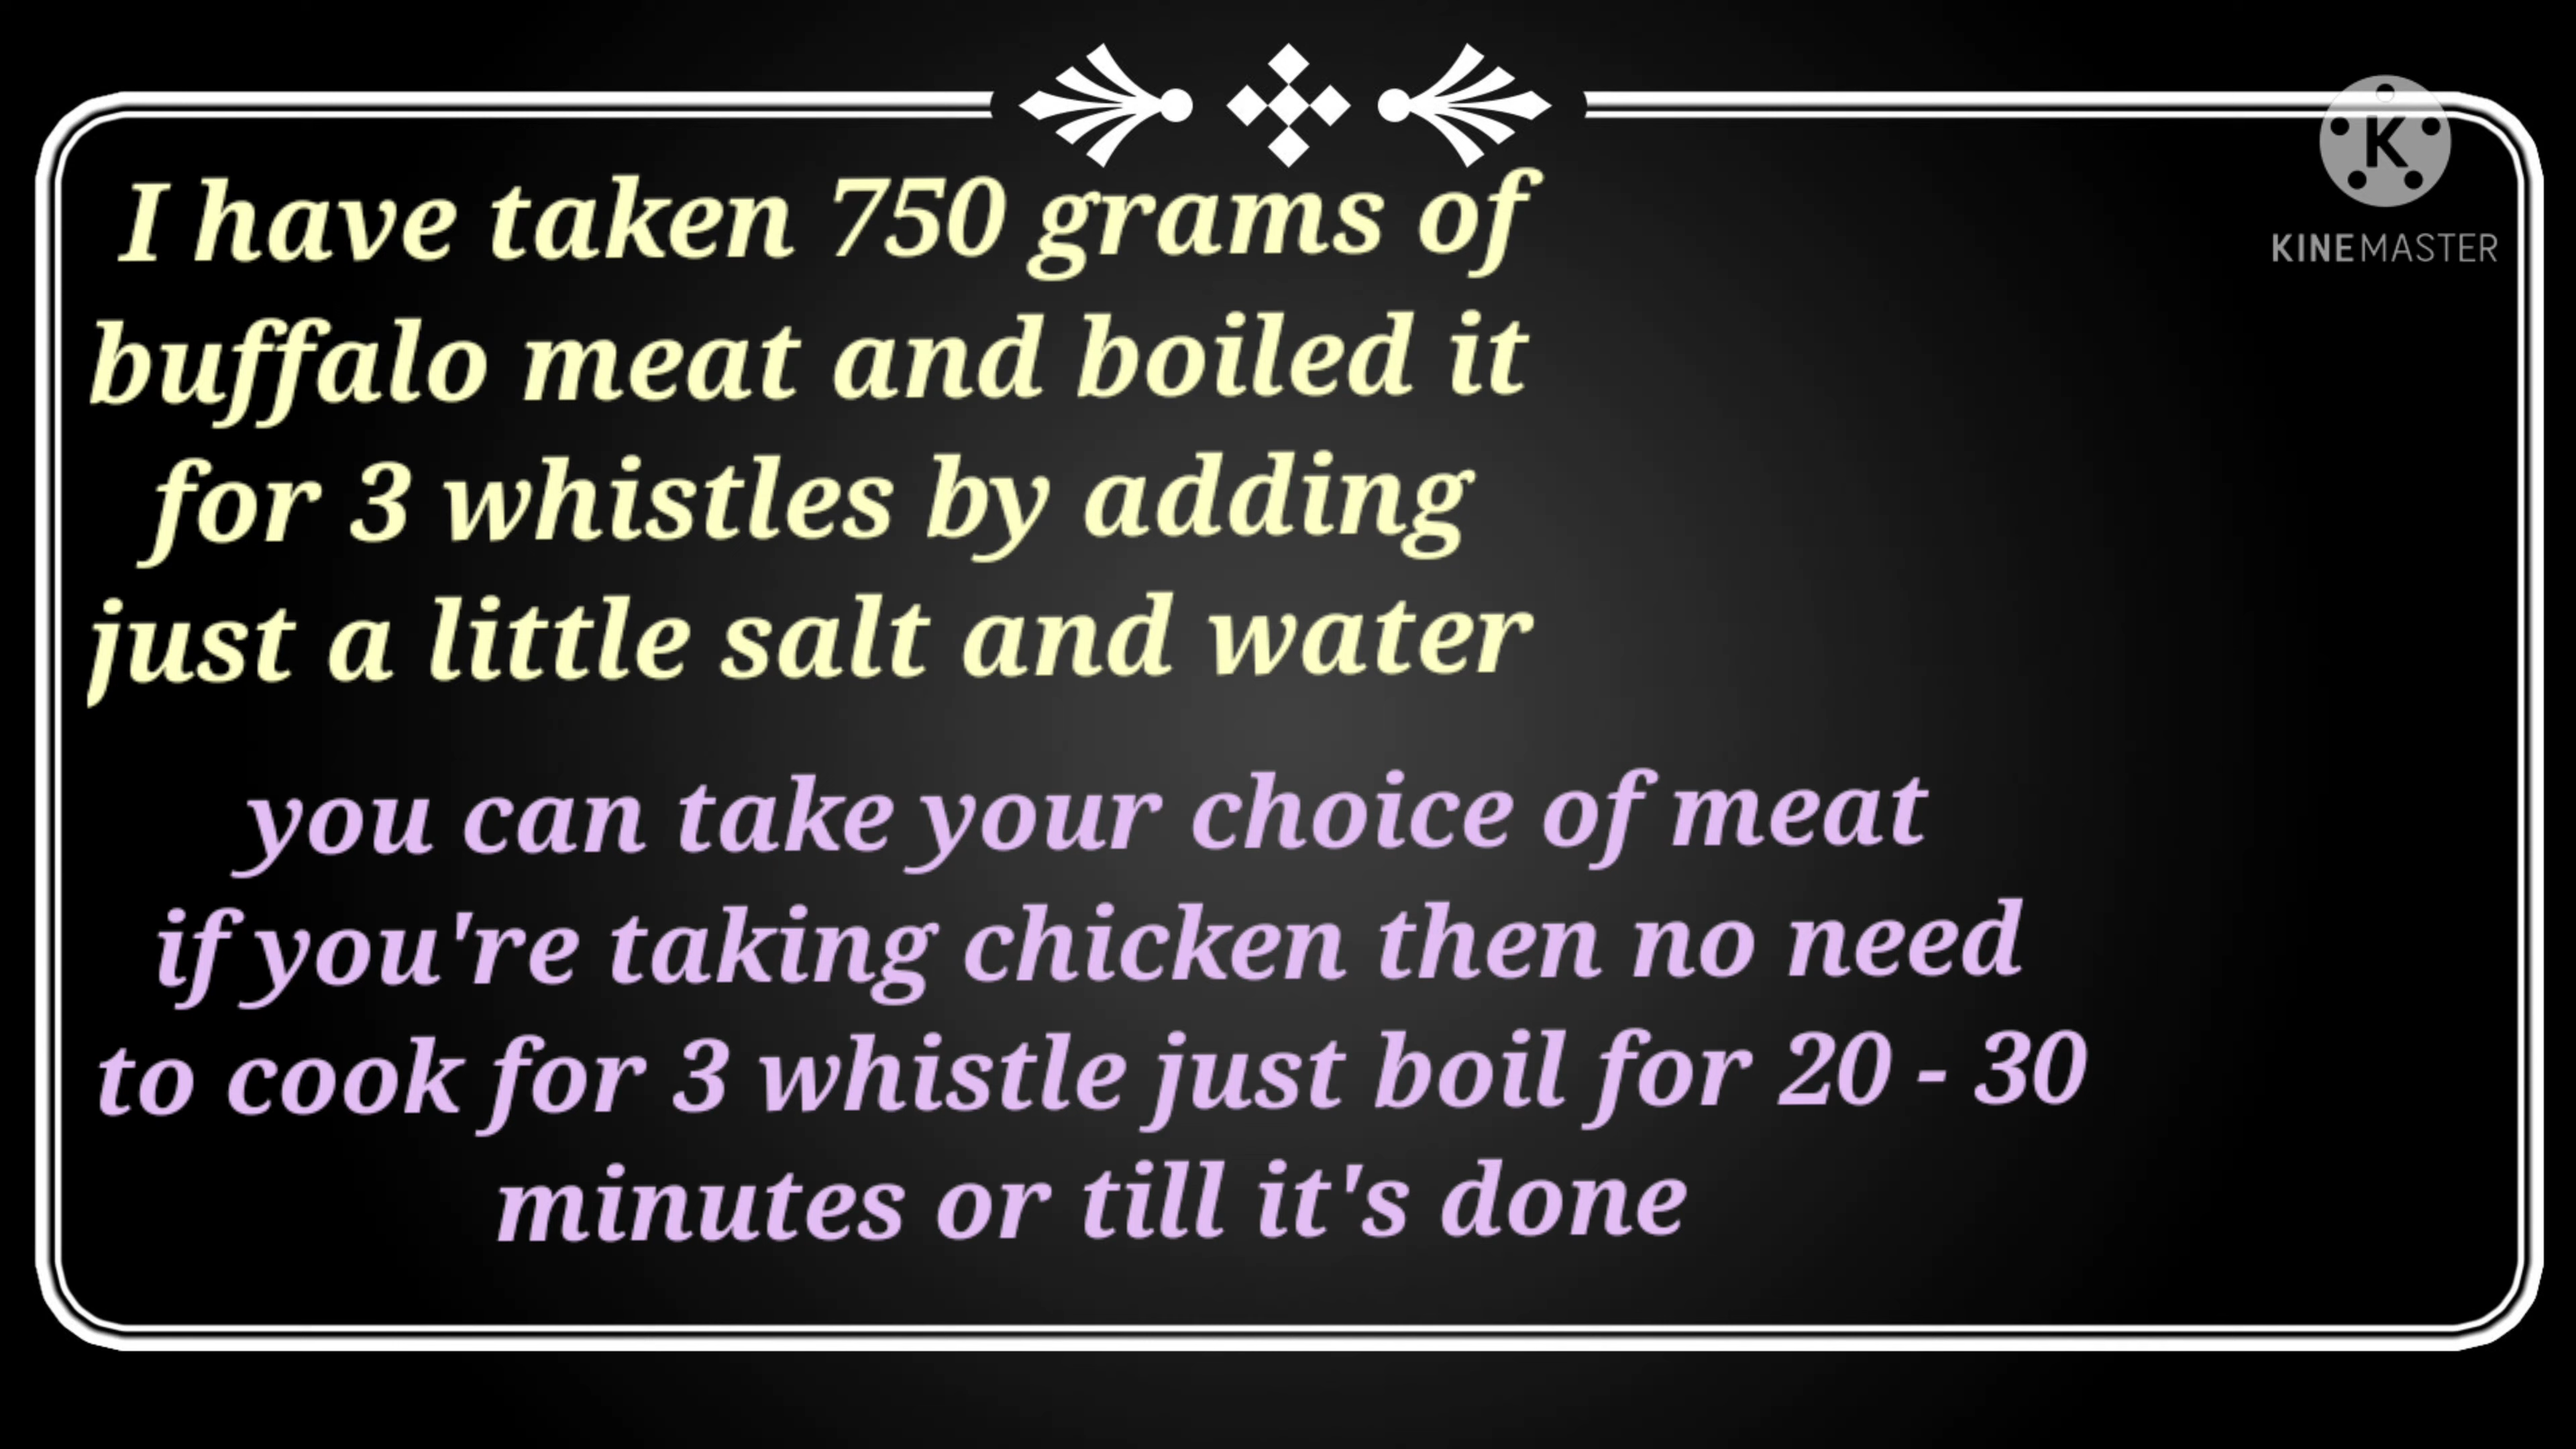 I have taken 750 grams of
buffalo meat and boiled it
for 3 whistles by adding
just a little salt and water
you can take your choice of meat
if you're taking chicken then no need
to cook for 3 whistle just boil for 20 - 30
minutes or till it's done
K
KINEMASTER